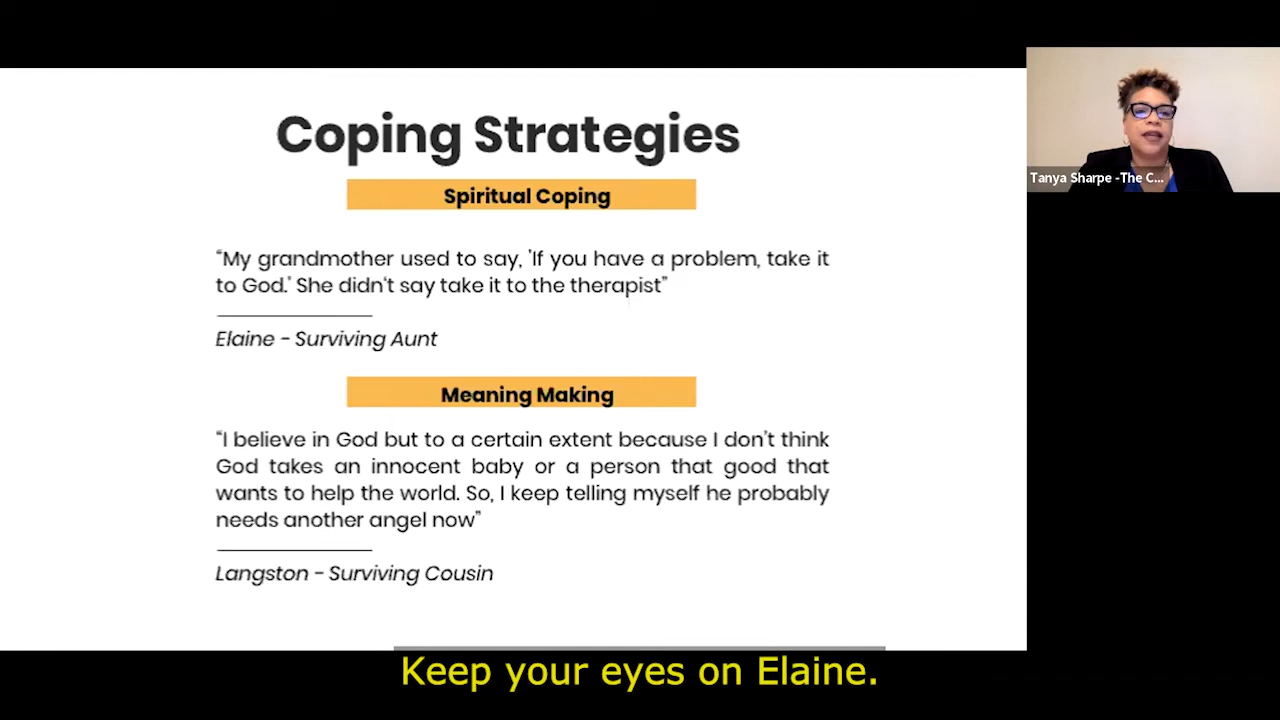 Coping Strategies
Spiritual Coping
“My grandmother used to say, 'If you have a problem, take it
to God.' She didn't say take it to the therapist”
Elaine - Surviving Aunt
Meaning Making
“I believe in God but to a certain extent because I don't think
God takes an innocent baby or a person that good that
wants to help the world. So, I keep telling myself he probably
needs another angel now”
Langston - Surviving Cousin
Tanya Sharpe -The C...
Keep your eyes on Elaine.